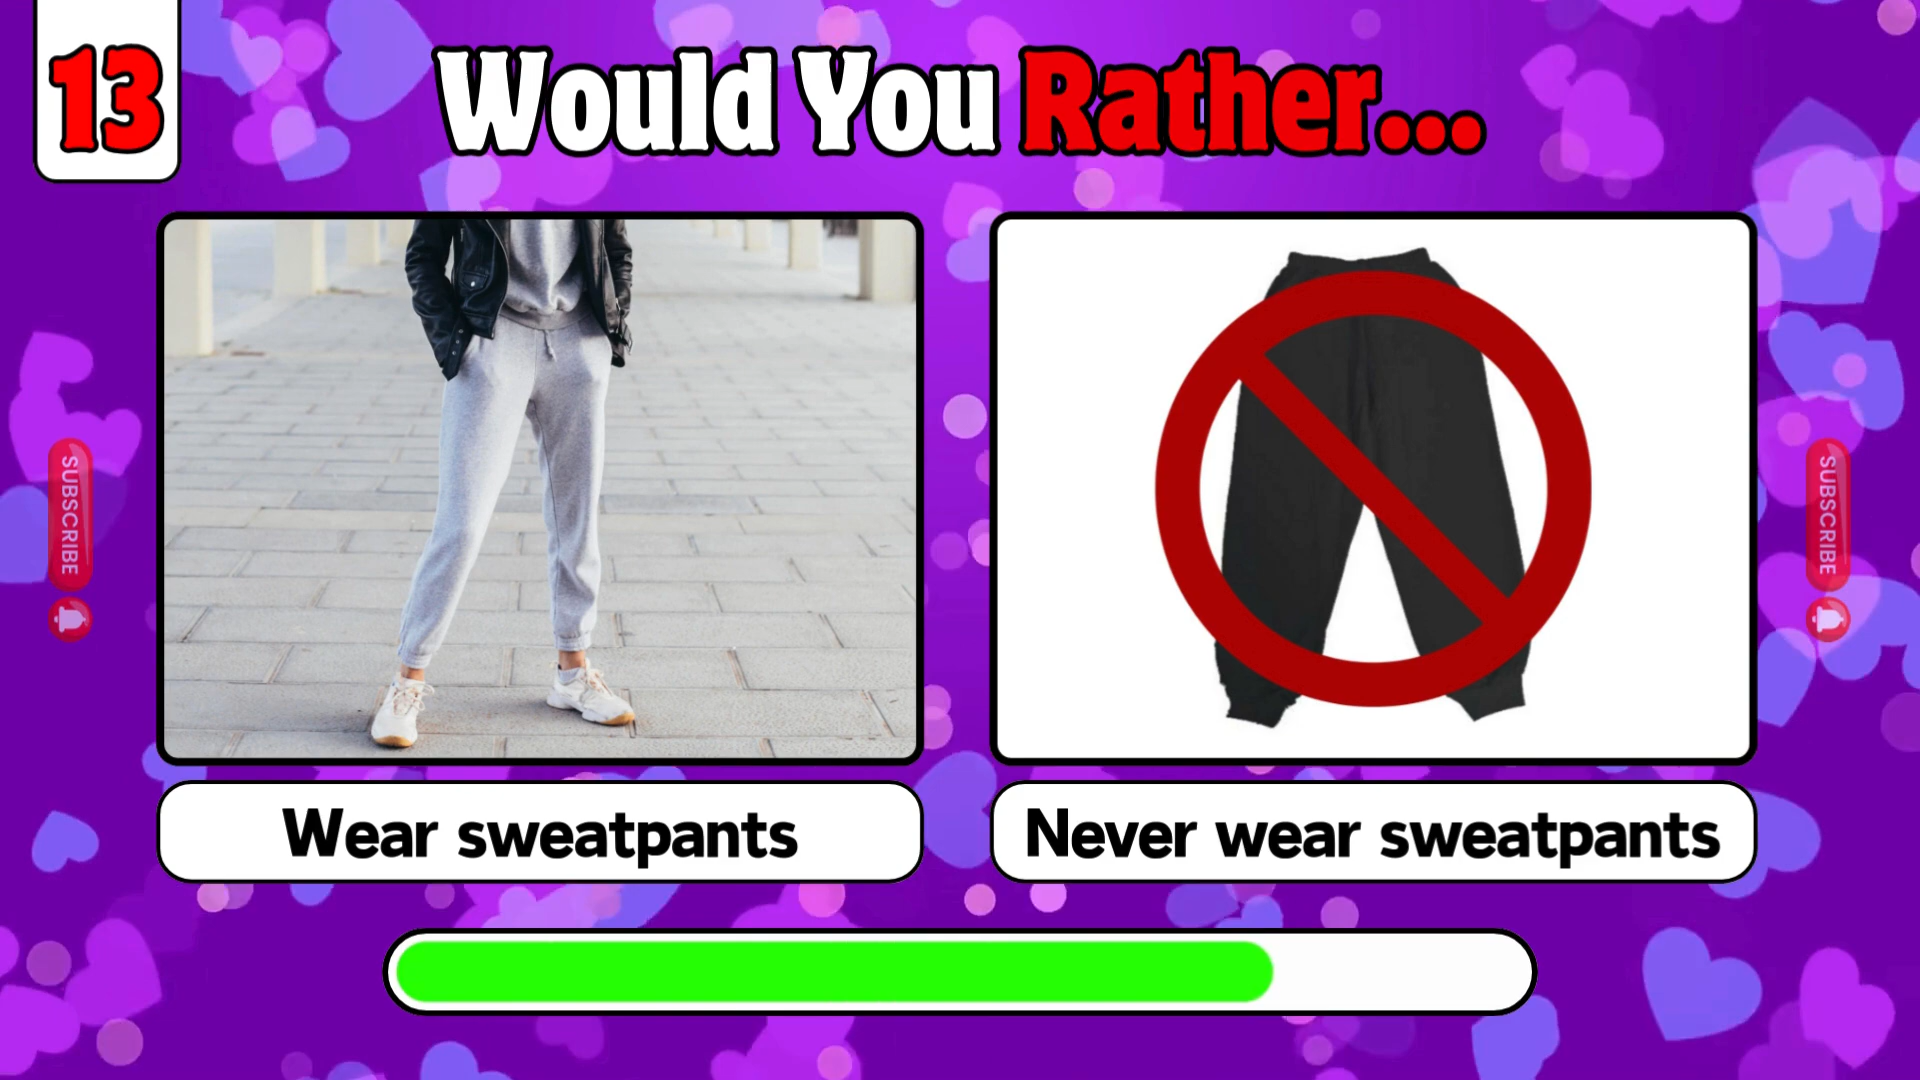 13
Would You Rather...
SUBSCRIBE
SUBSCRIBE
Wear sweatpants
Never wear sweatpants